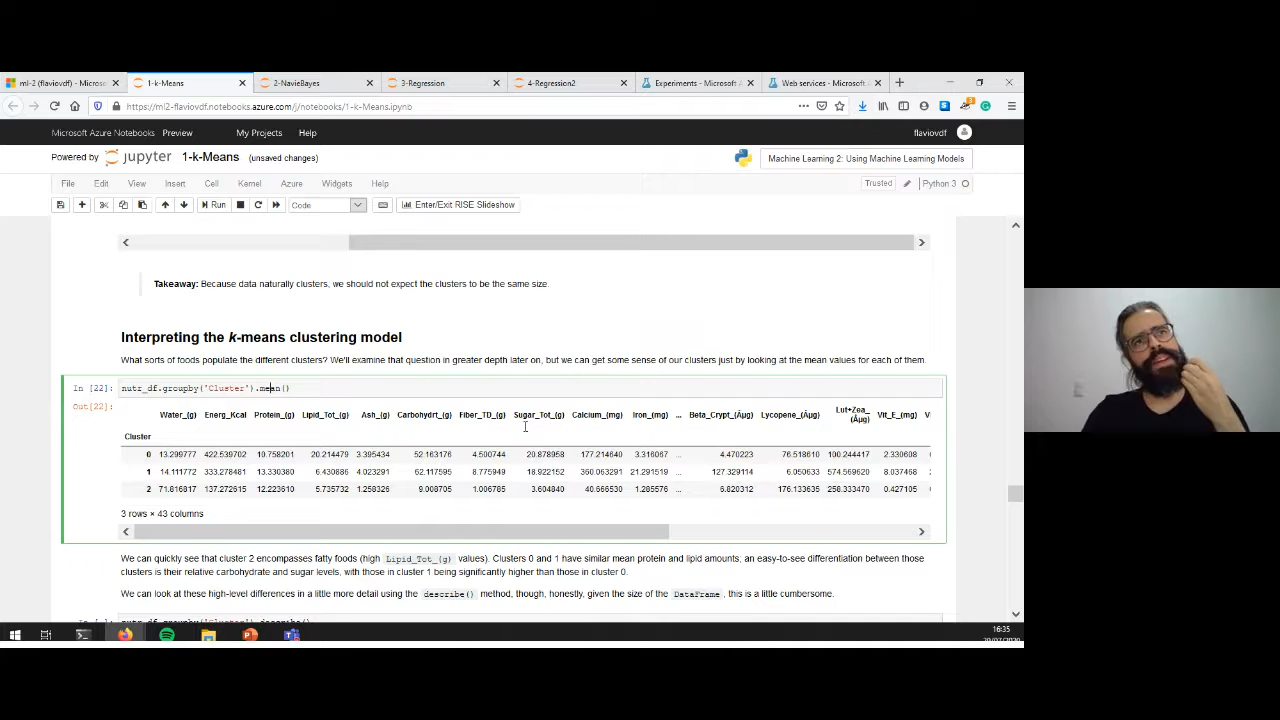 ml-2 (flaviovdf) - Microso
1-k-Means
2-NavieBayes
3-Regression
4-Regression2
Experiments - Microsoft A
Web services - Microsoft
https://ml2-flaviovdf.notebooks.azure.com/j/notebooks/1-k-Means.ipynb
3
Microsoft Azure Notebooks
Preview
My Projects
Help
flaviovdf
Powered by jupyter 1-k-Means (unsaved changes)
Machine Learning 2: Using Machine Learning Models
File Edit View Insert Cell Kernel Azure Widgets Help
Trusted
Python 3
Run
Code
Enter/Exit RISE Slideshow
Takeaway: Because data naturally clusters, we should not expect the clusters to be the same size.
Interpreting the k-means clustering model
What sorts of foods populate the different clusters? We'll examine that question in greater depth later on, but we can get some sense of our clusters just by looking at the mean values for each of them.
In [22]: nutr_df.groupby('Cluster').mean()
Out[22]:
Water_(g) Energ_Kcal Protein_(g) Lipid_Tot_(g) Ash_(g) Carbohydrt_(g) Fiber_TD_(g) Sugar_Tot_(g) Calcium_(mg) Iron_(mg) ... Beta_Crypt_(Âµg) Lycopene_(Âµg) Lut+Zea_(Âµg) Vit_E_(mg) V
Cluster
0 13.299777 422.539702 10.758201 20.214479 3.395434 52.163176 4.500744 20.878958 177.214640 3.316067 ... 4.470223 76.518610 100.244417 2.330608
1 14.111772 333.278481 13.330380 6.430886 4.023291 62.117595 8.775949 18.922152 360.063291 21.291519 ... 127.329114 6.050633 574.569620 8.037468
2 71.816817 137.272615 12.223610 5.735732 1.258326 9.008705 1.006785 3.604840 40.666530 1.285576 ... 6.820312 176.133635 258.333470 0.427105
3 rows × 43 columns
We can quickly see that cluster 2 encompasses fatty foods (high Lipid_Tot_(g) values). Clusters 0 and 1 have similar mean protein and lipid amounts; an easy-to-see differentiation between those
clusters is their relative carbohydrate and sugar levels, with those in cluster 1 being significantly higher than those in cluster 0.
We can look at these high-level differences in a little more detail using the describe() method, though, honestly, given the size of the DataFrame, this is a little cumbersome.
16:35